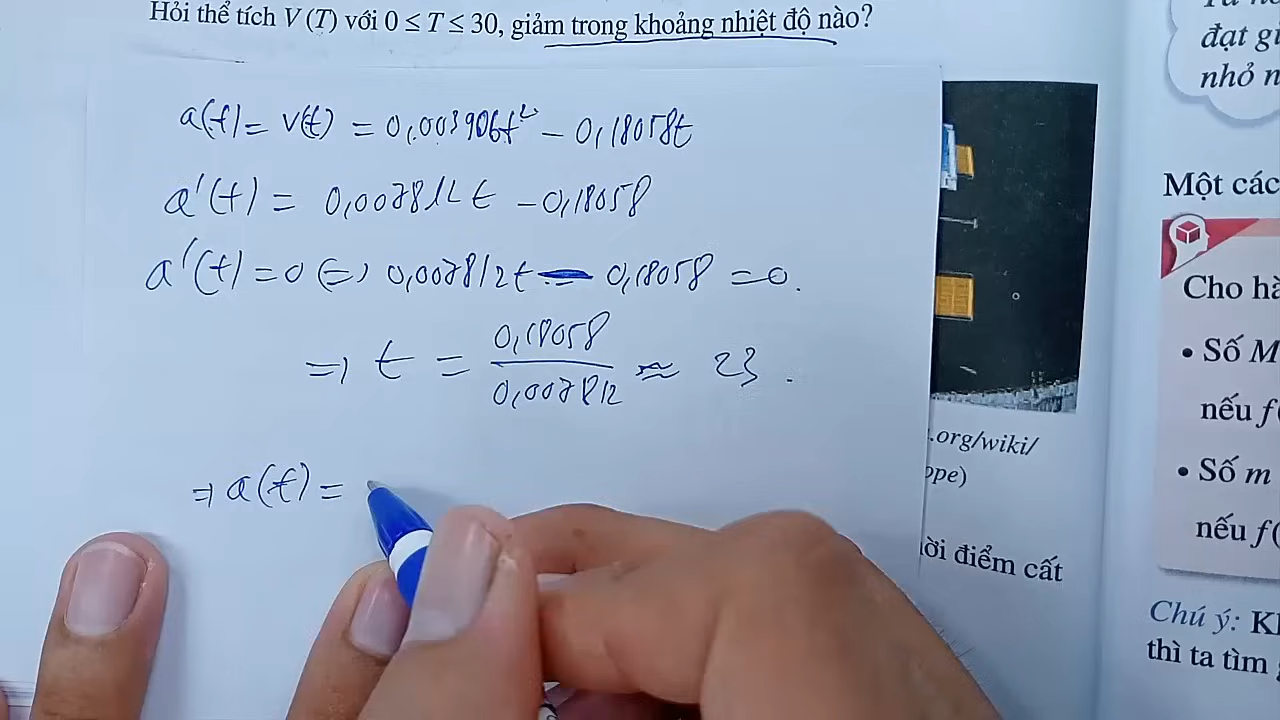 Hỏi thể tích V(T) với 0 ≤ T ≤ 30, giảm trong khoảng nhiệt độ nào?
a(t) = v(t) = 0,003906t² - 0,18058t
a'(t) = 0,007812t - 0,18058
a'(t) = 0 (=) 0,007812t - 0,18058 = 0.
=> t = 0,18058 / 0,007812 ≈ 23.
=> a(t) =
đạt
nhỏ
Một các
Cho hà
• Số M
nếu f(
• Số m
nếu f(
Chú ý:
thì ta tìm
.org/wiki/
ope)
ời điểm cất